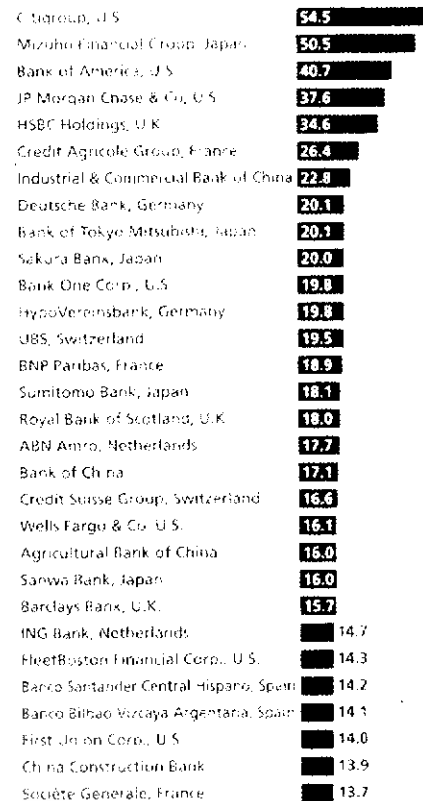 Citigroup, U.S. 54.5
Mizuho Financial Group, Japan 50.5
Bank of America, U.S. 40.7
JP Morgan Chase & Co, U.S. 37.6
HSBC Holdings, U.K. 34.6
Credit Agricole Group, France 26.4
Industrial & Commercial Bank of China 22.8
Deutsche Bank, Germany 20.1
Bank of Tokyo Mitsubishi, Japan 20.1
Sakura Bank, Japan 20.0
Bank One Corp., U.S. 19.8
HypoVereinsbank, Germany 19.8
UBS, Switzerland 19.5
BNP Paribas, France 18.9
Sumitomo Bank, Japan 18.1
Royal Bank of Scotland, U.K. 18.0
ABN Amro, Netherlands 17.7
Bank of China 17.1
Credit Suisse Group, Switzerland 16.6
Wells Fargo & Co. U.S. 16.1
Agricultural Bank of China 16.0
Sanwa Bank, Japan 16.0
Barclays Bank, U.K. 15.7
ING Bank, Netherlands 14.7
FleetBoston Financial Corp., U.S. 14.3
Banco Santander Central Hispano, Spain 14.2
Banco Bilbao Vizcaya Argentaria, Spain 14.1
First Union Corp., U.S. 14.0
China Construction Bank 13.9
Société Generale, France 13.7